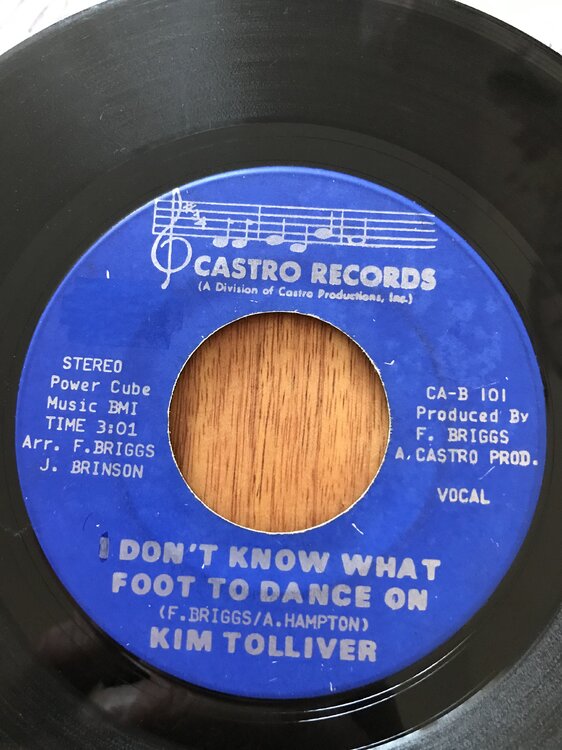 CASTRO RECORDS
(A Division of Castro Productions, Inc.)
STEREO
Power Cube
Music BMI
TIME 3:01
Arr. F.BRIGGS
J. BRINSON
CA-B 101
Produced By
F. BRIGGS
A.CASTRO PROD.
VOCAL
I DON'T KNOW WHAT
FOOT TO DANCE ON
(F.BRIGGS/A.HAMPTON)
KIM TOLLIVER